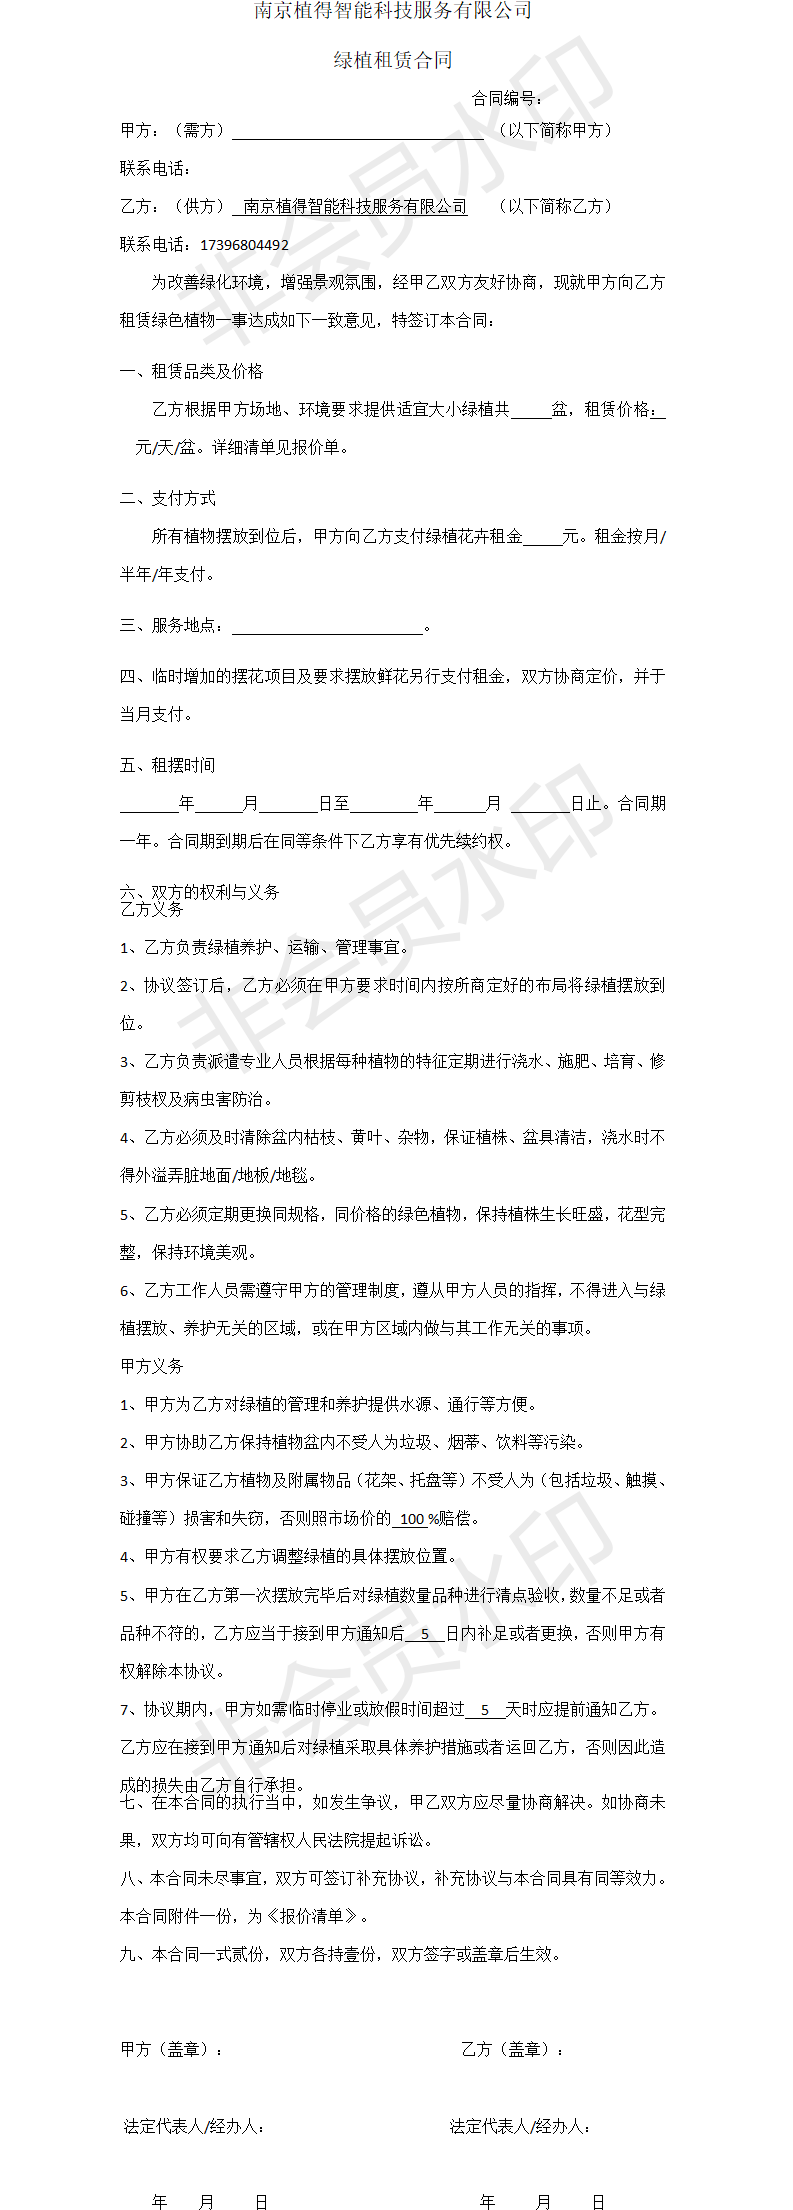 南京植得智能科技服务有限公司
绿植租赁合同
合同编号：
甲方：（需方）____________________________（以下简称甲方）
联系电话：
乙方：（供方） 南京植得智能科技服务有限公司 （以下简称乙方）
联系电话：17396804492
为改善绿化环境，增强景观氛围，经甲乙双方友好协商，现就甲方向乙方
租赁绿色植物一事达成如下一致意见，特签订本合同：
一、租赁品类及价格
乙方根据甲方场地、环境要求提供适宜大小绿植共_____盆，租赁价格：_
元/天/盆。详细清单见报价单。
二、支付方式
所有植物摆放到位后，甲方向乙方支付绿植花卉租金_____元。租金按月/
半年/年支付。
三、服务地点：________________________。
四、临时增加的摆花项目及要求摆放鲜花另行支付租金，双方协商定价，并于
当月支付。
五、租摆时间
_______年______月_______日至________年______月 _______日止。合同期
一年。合同期到期后在同等条件下乙方享有优先续约权。
六、双方的权利与义务
乙方义务
1、乙方负责绿植养护、运输、管理事宜。
2、协议签订后，乙方必须在甲方要求时间内按所商定好的布局将绿植摆放到
位。
3、乙方负责派遣专业人员根据每种植物的特征定期进行浇水、施肥、培育、修
剪枝杈及病虫害防治。
4、乙方必须及时清除盆内枯枝、黄叶、杂物，保证植株、盆具清洁，浇水时不
得外溢弄脏地面/地板/地毯。
5、乙方必须定期更换同规格，同价格的绿色植物，保持植株生长旺盛，花型完
整，保持环境美观。
6、乙方工作人员需遵守甲方的管理制度，遵从甲方人员的指挥，不得进入与绿
植摆放、养护无关的区域，或在甲方区域内做与其工作无关的事项。
甲方义务
1、甲方为乙方对绿植的管理和养护提供水源、通行等方便。
2、甲方协助乙方保持植物盆内不受人为垃圾、烟蒂、饮料等污染。
3、甲方保证乙方植物及附属物品（花架、托盘等）不受人为（包括垃圾、触摸、
碰撞等）损害和失窃，否则照市场价的 100 %赔偿。
4、甲方有权要求乙方调整绿植的具体摆放位置。
5、甲方在乙方第一次摆放完毕后对绿植数量品种进行清点验收，数量不足或者
品种不符的，乙方应当于接到甲方通知后 5 日内补足或者更换，否则甲方有
权解除本协议。
7、协议期内，甲方如需临时停业或放假时间超过 5 天时应提前通知乙方。
乙方应在接到甲方通知后对绿植采取具体养护措施或者运回乙方，否则因此造
成的损失由乙方自行承担。
七、在本合同的执行当中，如发生争议，甲乙双方应尽量协商解决。如协商未
果，双方均可向有管辖权人民法院提起诉讼。
八、本合同未尽事宜，双方可签订补充协议，补充协议与本合同具有同等效力。
本合同附件一份，为《报价清单》。
九、本合同一式贰份，双方各持壹份，双方签字或盖章后生效。
甲方（盖章）： 乙方（盖章）：
法定代表人/经办人： 法定代表人/经办人：
年 月 日 年 月 日
非会员水印
非会员水印
非会员水印